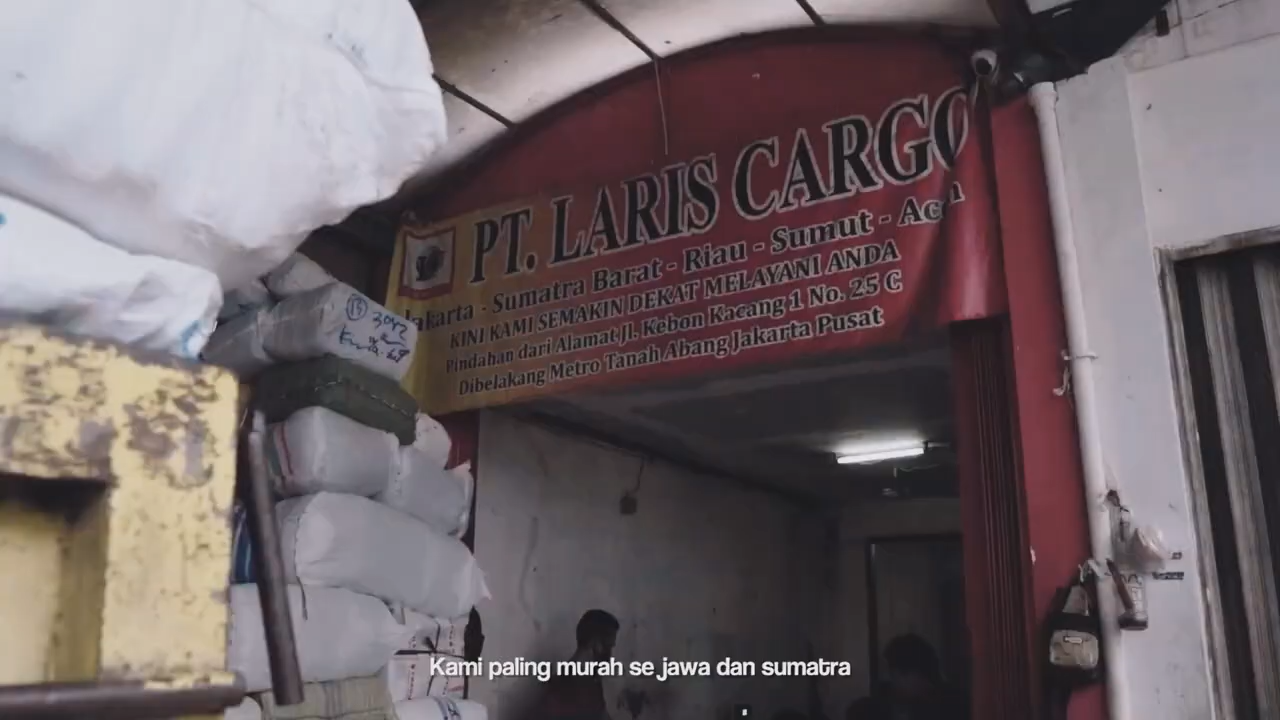 PT. LARIS CARGO
Jakarta - Sumatra Barat - Riau - Sumut - Aceh
KINI KAMI SEMAKIN DEKAT MELAYANI ANDA
Pindahan dari Alamat Jl. Kebon Kacang 1 No. 25 C
Dibelakang Metro Tanah Abang Jakarta Pusat
3042
Kami paling murah se jawa dan sumatra